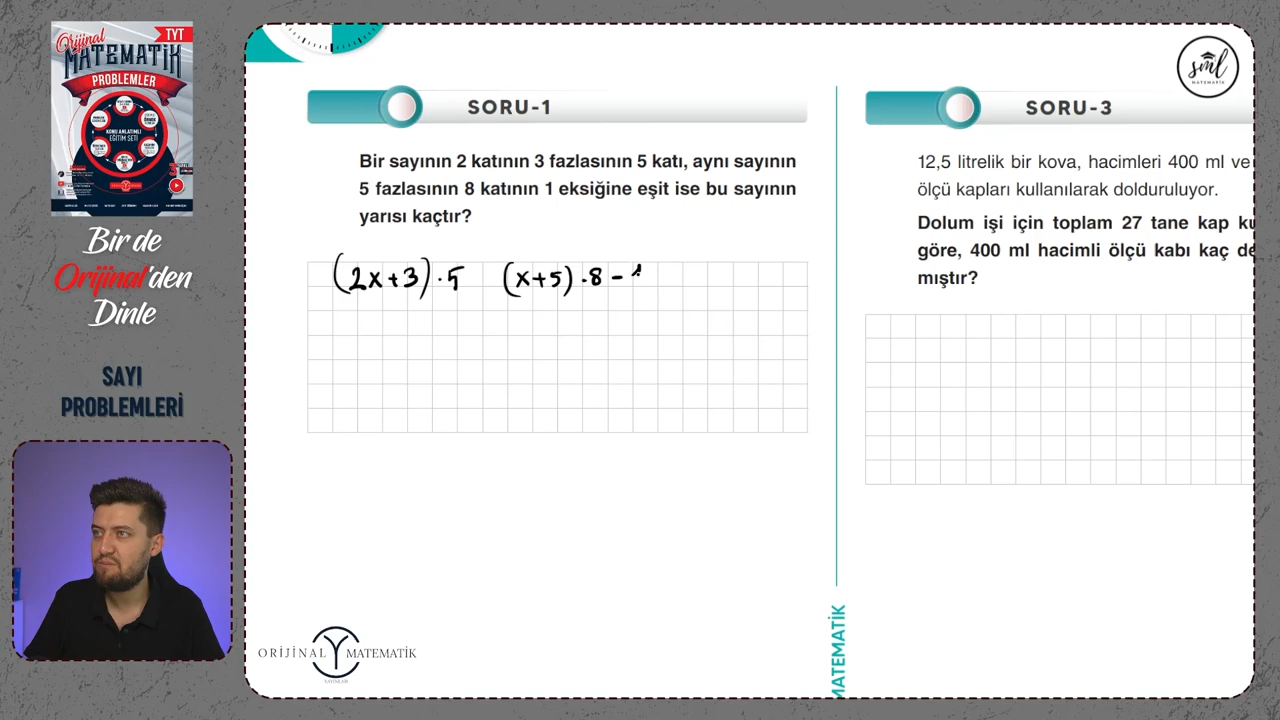 TYT
Orijinal
MATEMATİK
PROBLEMLER
KONU ANLATIMLI
EĞİTİM SETİ
Bir de
Orijinal'den
Dinle
SAYI
PROBLEMLERİ
SORU-1
Bir sayının 2 katının 3 fazlasının 5 katı, aynı sayının
5 fazlasının 8 katının 1 eksiğine eşit ise bu sayının
yarısı kaçtır?
(2x+3)·5 (x+5)·8-
ORİJİNAL MATEMATİK
YAYINLARI
MATEMATİK
sml
MATEMATİK
SORU-3
12,5 litrelik bir kova, hacimleri 400 ml ve
ölçü kapları kullanılarak dolduruluyor.
Dolum işi için toplam 27 tane kap
göre, 400 ml hacimli ölçü kabı kaç
mıştır?